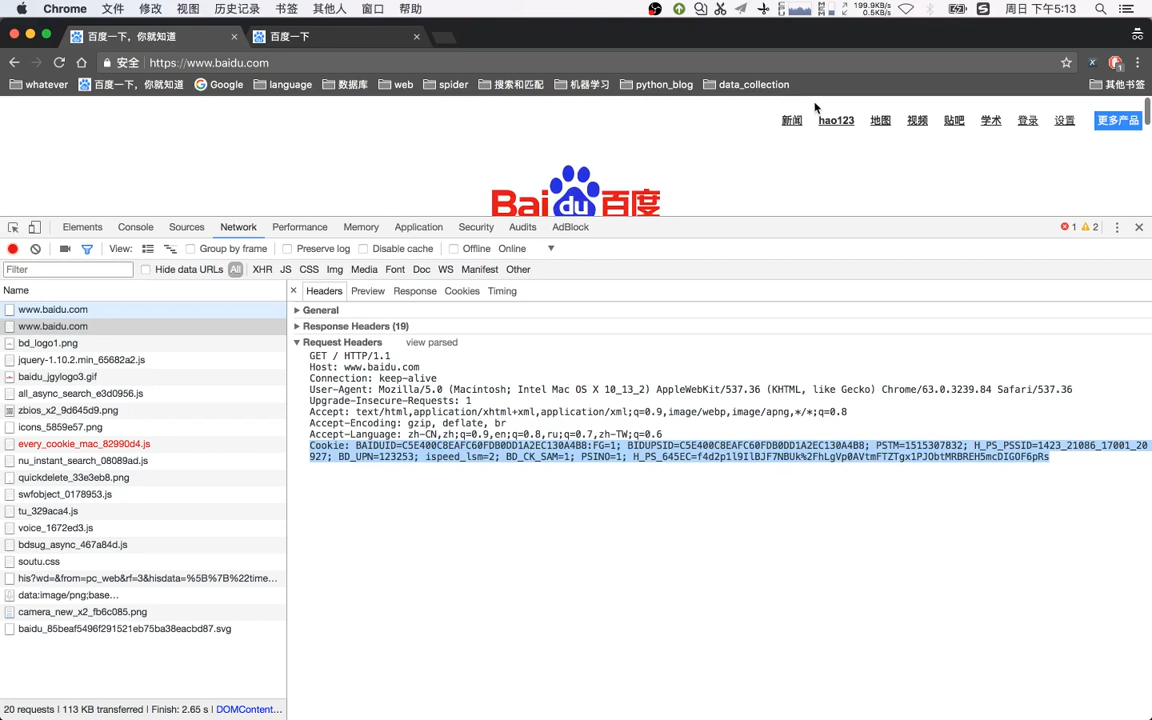 Chrome 文件 修改 视图 历史记录 书签 其他人 窗口 帮助 199.9KB/s 0.5KB/s 周日 下午5:13
百度一下，你就知道 百度一下
安全 https://www.baidu.com
whatever 百度一下，你就知道 Google language 数据库 web spider 搜索和匹配 机器学习 python_blog data_collection 其他书签
新闻 hao123 地图 视频 贴吧 学术 登录 设置 更多产品
Bai du 百度
Elements Console Sources Network Performance Memory Application Security Audits AdBlock 1 2
View: Group by frame Preserve log Disable cache Offline Online
Filter Hide data URLs All XHR JS CSS Img Media Font Doc WS Manifest Other
Name
www.baidu.com
www.baidu.com
bd_logo1.png
jquery-1.10.2.min_65682a2.js
baidu_jgylogo3.gif
all_async_search_e3d0956.js
zbios_x2_9d645d9.png
icons_5859e57.png
every_cookie_mac_82990d4.js
nu_instant_search_08089ad.js
quickdelete_33e3eb8.png
swfobject_0178953.js
tu_329aca4.js
voice_1672ed3.js
bdsug_async_467a84d.js
soutu.css
his?wd=&from=pc_web&rf=3&hisdata=%5B%7B%22time...
data:image/png;base...
camera_new_x2_fb6c085.png
baidu_85beaf5496f291521eb75ba38eacbd87.svg
20 requests | 113 KB transferred | Finish: 2.65 s | DOMContent...
Headers Preview Response Cookies Timing
General
Response Headers (19)
Request Headers view parsed
GET / HTTP/1.1
Host: www.baidu.com
Connection: keep-alive
User-Agent: Mozilla/5.0 (Macintosh; Intel Mac OS X 10_13_2) AppleWebKit/537.36 (KHTML, like Gecko) Chrome/63.0.3239.84 Safari/537.36
Upgrade-Insecure-Requests: 1
Accept: text/html,application/xhtml+xml,application/xml;q=0.9,image/webp,image/apng,*/*;q=0.8
Accept-Encoding: gzip, deflate, br
Accept-Language: zh-CN,zh;q=0.9,en;q=0.8,ru;q=0.7,zh-TW;q=0.6
Cookie: BAIDUID=C5E400C8EAFC60FDB0DD1A2EC130A4B8:FG=1; BIDUPSID=C5E400C8EAFC60FDB0DD1A2EC130A4B8; PSTM=1515307832; H_PS_PSSID=1423_21086_17001_20
927; BD_UPN=123253; ispeed_lsm=2; BD_CK_SAM=1; PSINO=1; H_PS_645EC=f4d2p1l9IlBJF7NBUk%2FhLgVp0AVtmFTZTgx1PJObtMRBREH5mcDIGOF6pRs